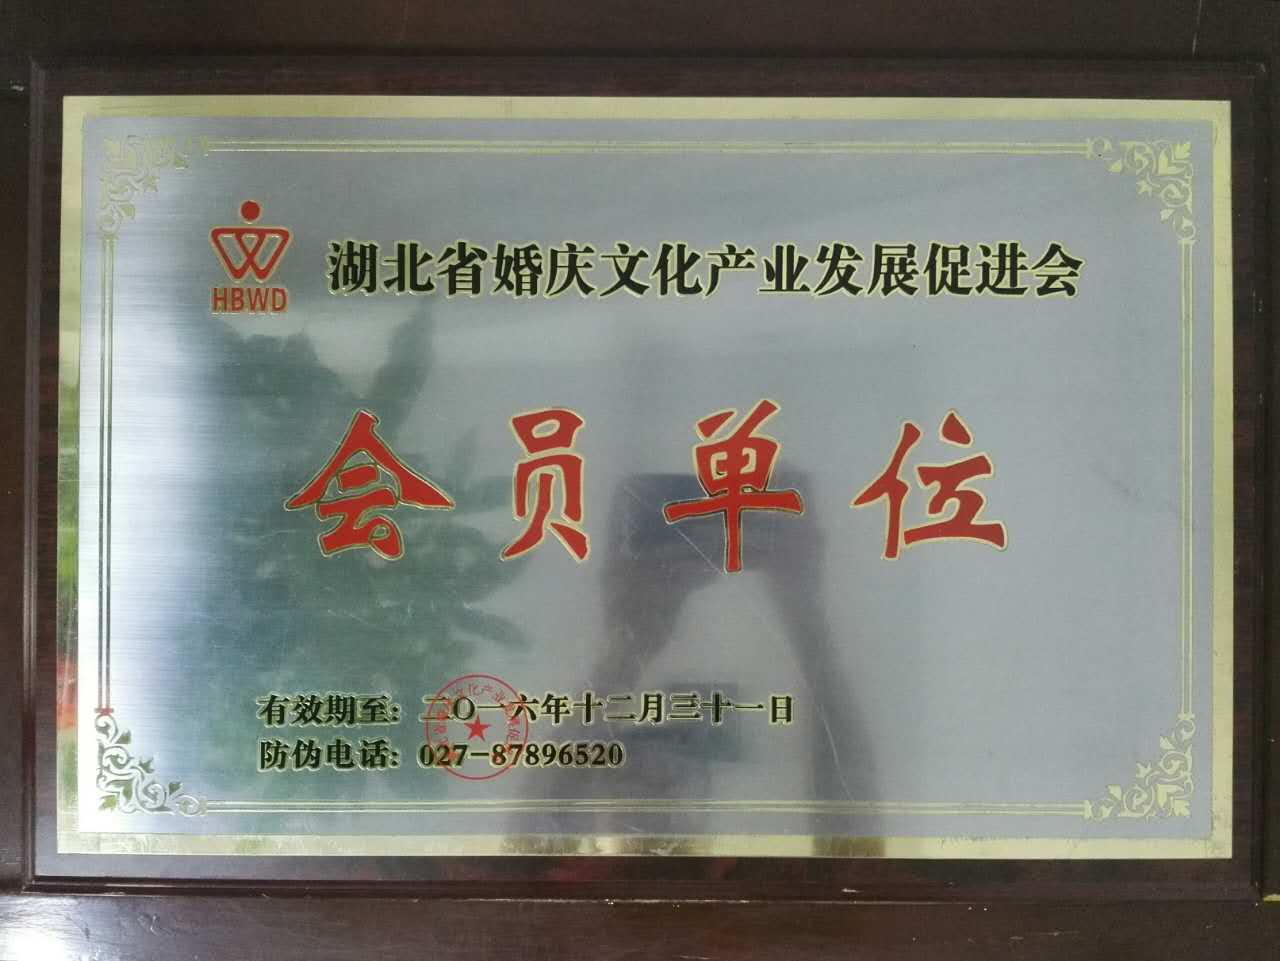 HBWD
湖北省婚庆文化产业发展促进会
会员单位
有效期至：二〇一六年十二月三十一日
防伪电话：027-87896520